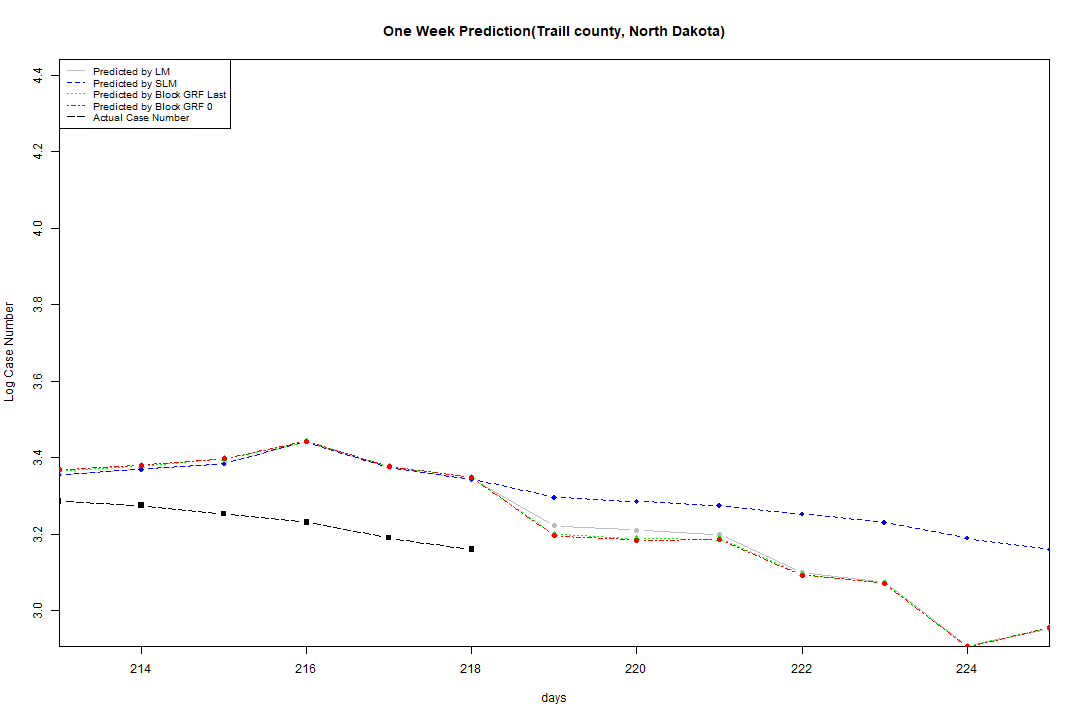 One Week Prediction(Traill county, North Dakota)
Predicted by LM
Predicted by SLM
Predicted by Block GRF Last
Predicted by Block GRF 0
Actual Case Number
4.4
4.2
4.0
3.8
3.6
3.4
3.2
3.0
Log Case Number
214 216 218 220 222 224
days